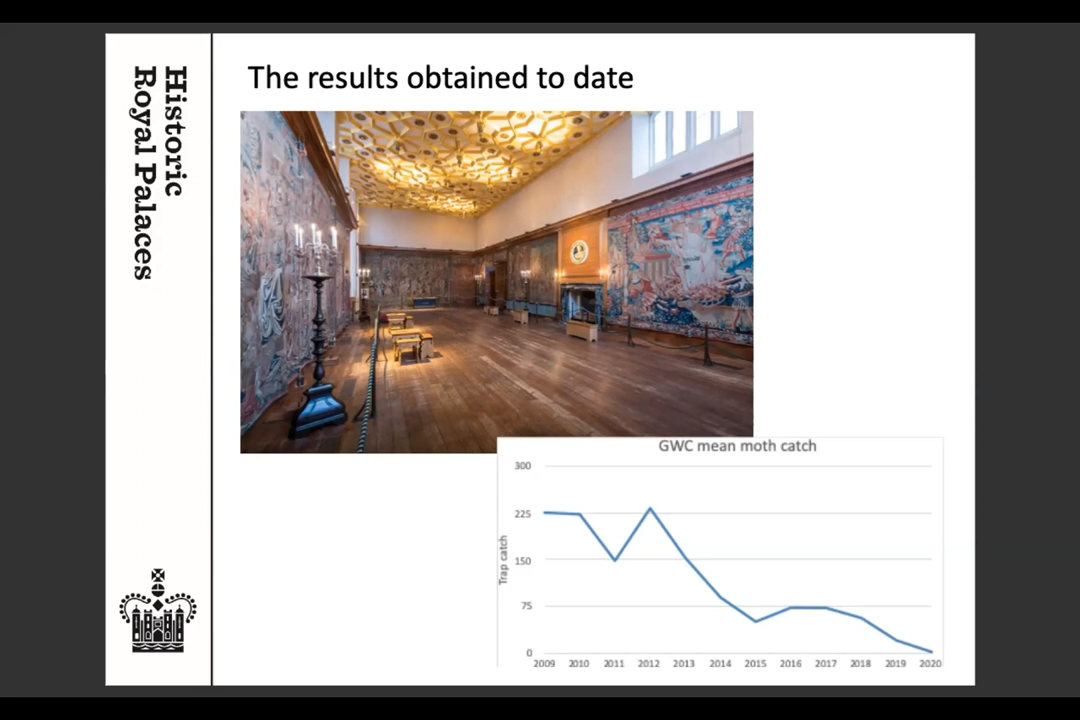 Historic
Royal Palaces
The results obtained to date
GWC mean moth catch
300
225
150
75
0
Trap catch
2009 2010 2011 2012 2013 2014 2015 2016 2017 2018 2019 2020